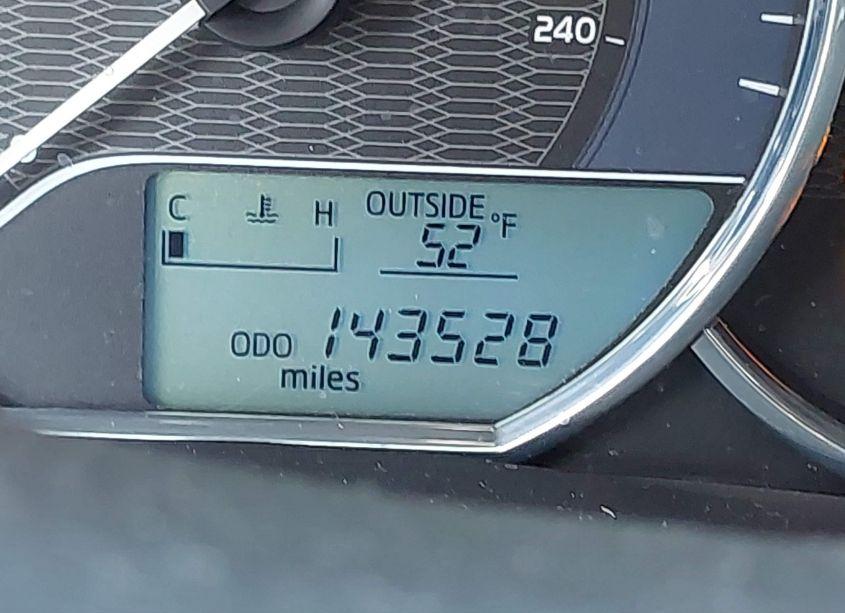 240
C H OUTSIDE °F
52
ODO 143528
miles